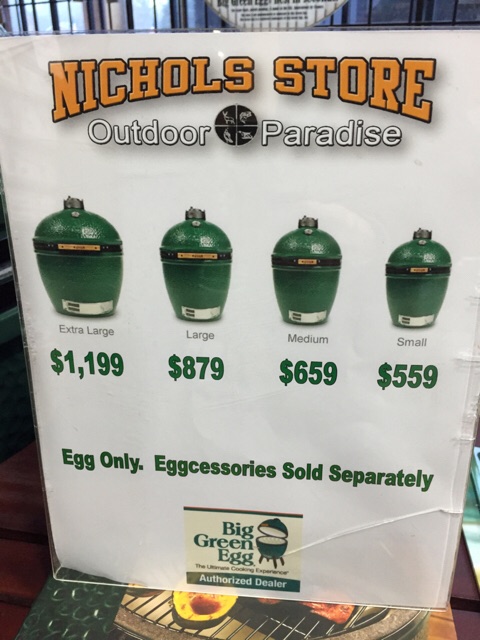 NICHOLS STORE
Outdoor Paradise
Extra Large
Large
Medium
Small
$1,199
$879
$659
$559
Egg Only. Eggcessories Sold Separately
Big
Green
Egg
The Ultimate Cooking Experience
Authorized Dealer